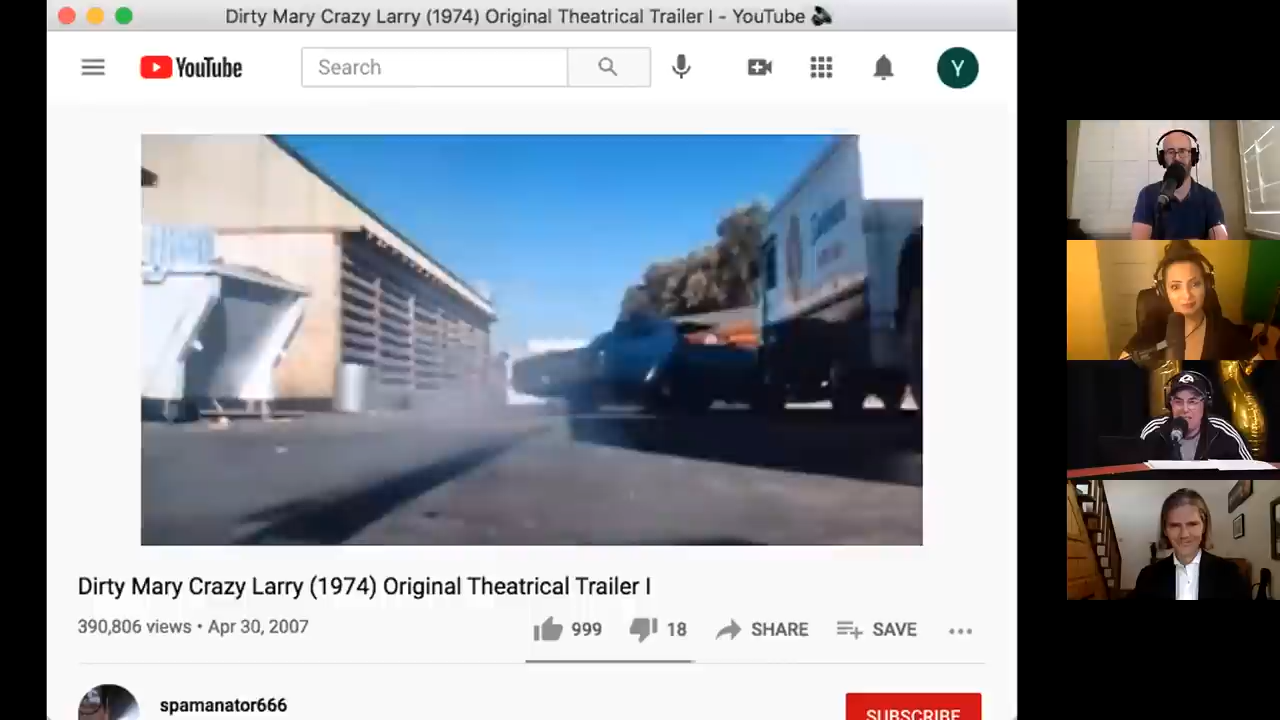 Dirty Mary Crazy Larry (1974) Original Theatrical Trailer I - YouTube
YouTube
Search
Y
Dirty Mary Crazy Larry (1974) Original Theatrical Trailer I
390,806 views • Apr 30, 2007
999
18
SHARE
SAVE
spamanator666
SUBSCRIBE